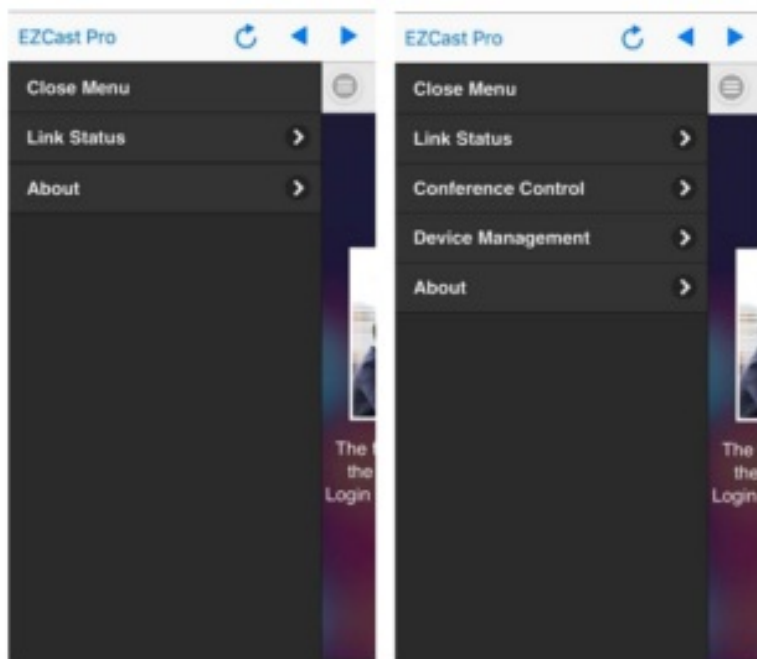 EZCast Pro
Close Menu
Link Status
About
The
the
Login
EZCast Pro
Close Menu
Link Status
Conference Control
Device Management
About
The
the
Login